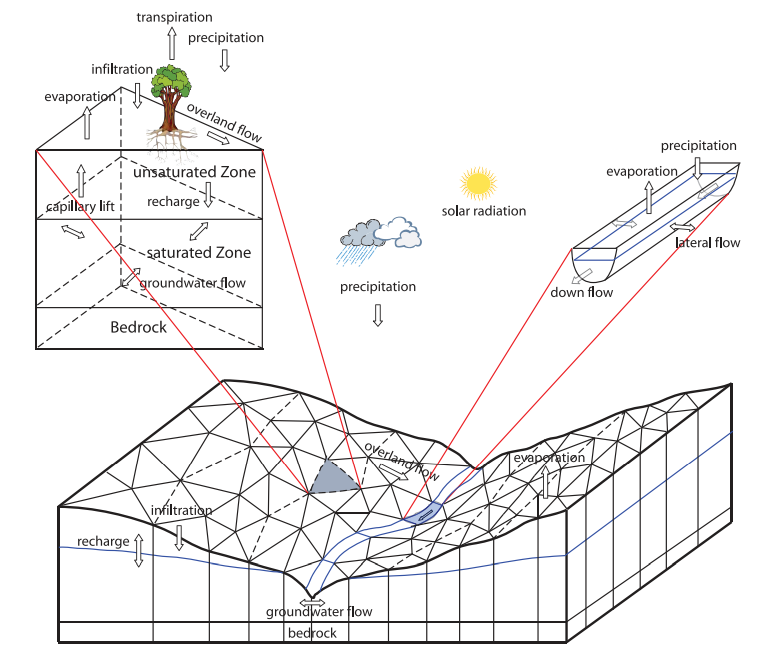 transpiration
precipitation
infiltration
evaporation
overland flow
unsaturated Zone
capillary lift
recharge
saturated Zone
groundwater flow
Bedrock
solar radiation
precipitation
precipitation
evaporation
lateral flow
down flow
overland flow
evaporation
infiltration
recharge
groundwater flow
bedrock